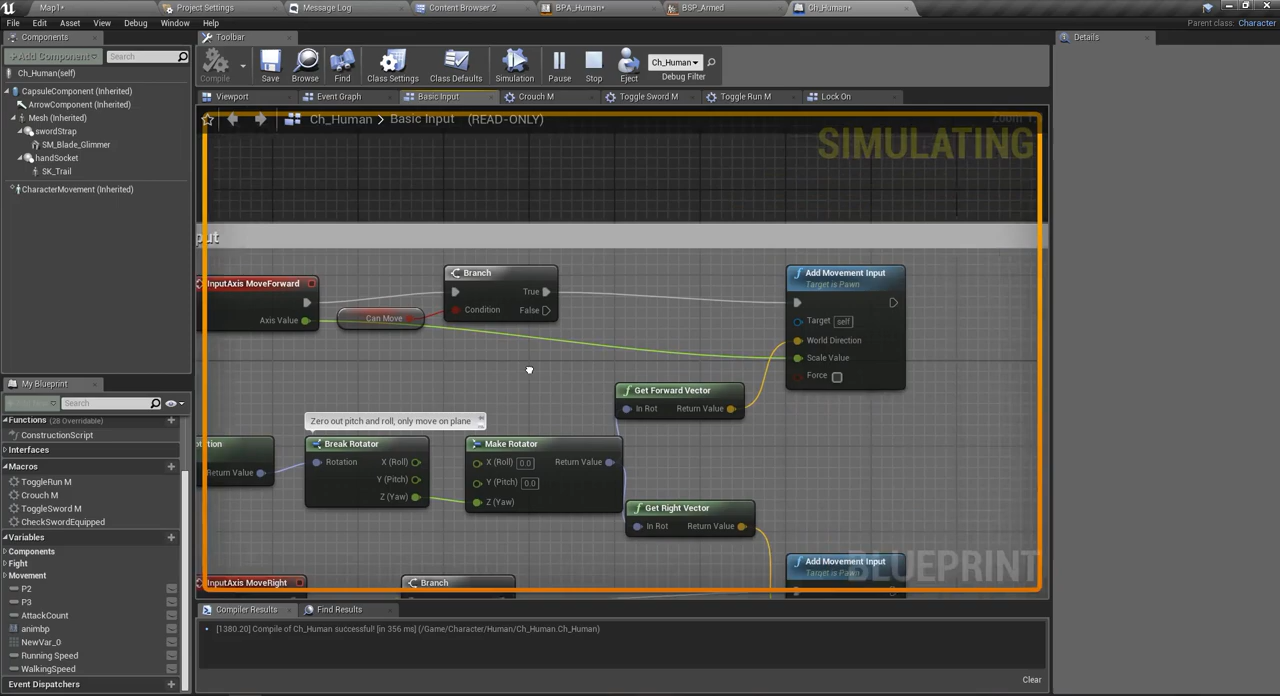 Map1*
Project Settings
Message Log
Content Browser 2
BPA_Human*
BSP_Armed
Ch_Human*
File Edit Asset View Debug Window Help
Parent class: Character
Components
Toolbar
Details
+Add Component
Search
Ch_Human(self)
CapsuleComponent (Inherited)
ArrowComponent (Inherited)
Mesh (Inherited)
swordStrap
SM_Blade_Glimmer
handSocket
SK_Trail
CharacterMovement (Inherited)
Compile
Save
Browse
Find
Class Settings
Class Defaults
Simulation
Pause
Stop
Eject
Ch_Human
Debug Filter
Viewport
Event Graph
Basic Input
Crouch M
Toggle Sword M
Toggle Run M
Lock On
Ch_Human > Basic Input (READ-ONLY)
SIMULATING
put
InputAxis MoveForward
Axis Value
Can Move
Branch
True
Condition
False
Add Movement Input
Target is Pawn
Target self
World Direction
Scale Value
Force
Get Forward Vector
In Rot Return Value
Zero out pitch and roll, only move on plane
otation
Return Value
Break Rotator
Rotation
X (Roll)
Y (Pitch)
Z (Yaw)
Make Rotator
X (Roll) 0.0
Return Value
Y (Pitch) 0.0
Z (Yaw)
Get Right Vector
In Rot Return Value
InputAxis MoveRight
Branch
Add Movement Input
Target is Pawn
BLUEPRINT
My Blueprint
Search
Functions (28 Overridable)
ConstructionScript
Interfaces
Macros
ToggleRun M
Crouch M
ToggleSword M
CheckSwordEquipped
Variables
Components
Fight
Movement
P2
P3
AttackCount
animbp
NewVar_0
Running Speed
WalkingSpeed
Event Dispatchers
Compiler Results
Find Results
[1380.20] Compile of Ch_Human successful! [in 356 ms] (/Game/Character/Human/Ch_Human.Ch_Human)
Clear